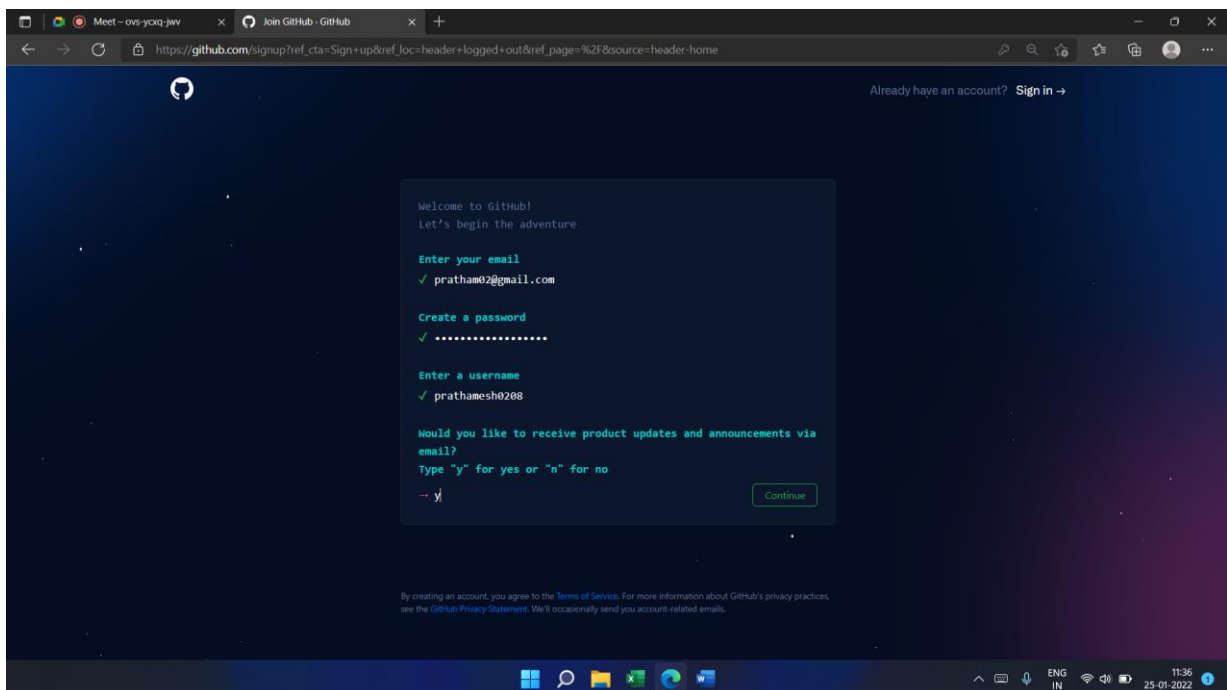 Meet – ovs-ycxq-jwv
Join GitHub · GitHub
https://github.com/signup?ref_cta=Sign+up&ref_loc=header+logged+out&ref_page=%2F&source=header-home
Already have an account? Sign in →
Welcome to GitHub!
Let's begin the adventure
Enter your email
✓ pratham02@gmail.com
Create a password
✓ ••••••••••••••••••
Enter a username
✓ prathamesh0208
Would you like to receive product updates and announcements via
email?
Type "y" for yes or "n" for no
→ y
Continue
By creating an account, you agree to the Terms of Service. For more information about GitHub's privacy practices,
see the GitHub Privacy Statement. We'll occasionally send you account-related emails.
ENG
IN
11:36
25-01-2022
1